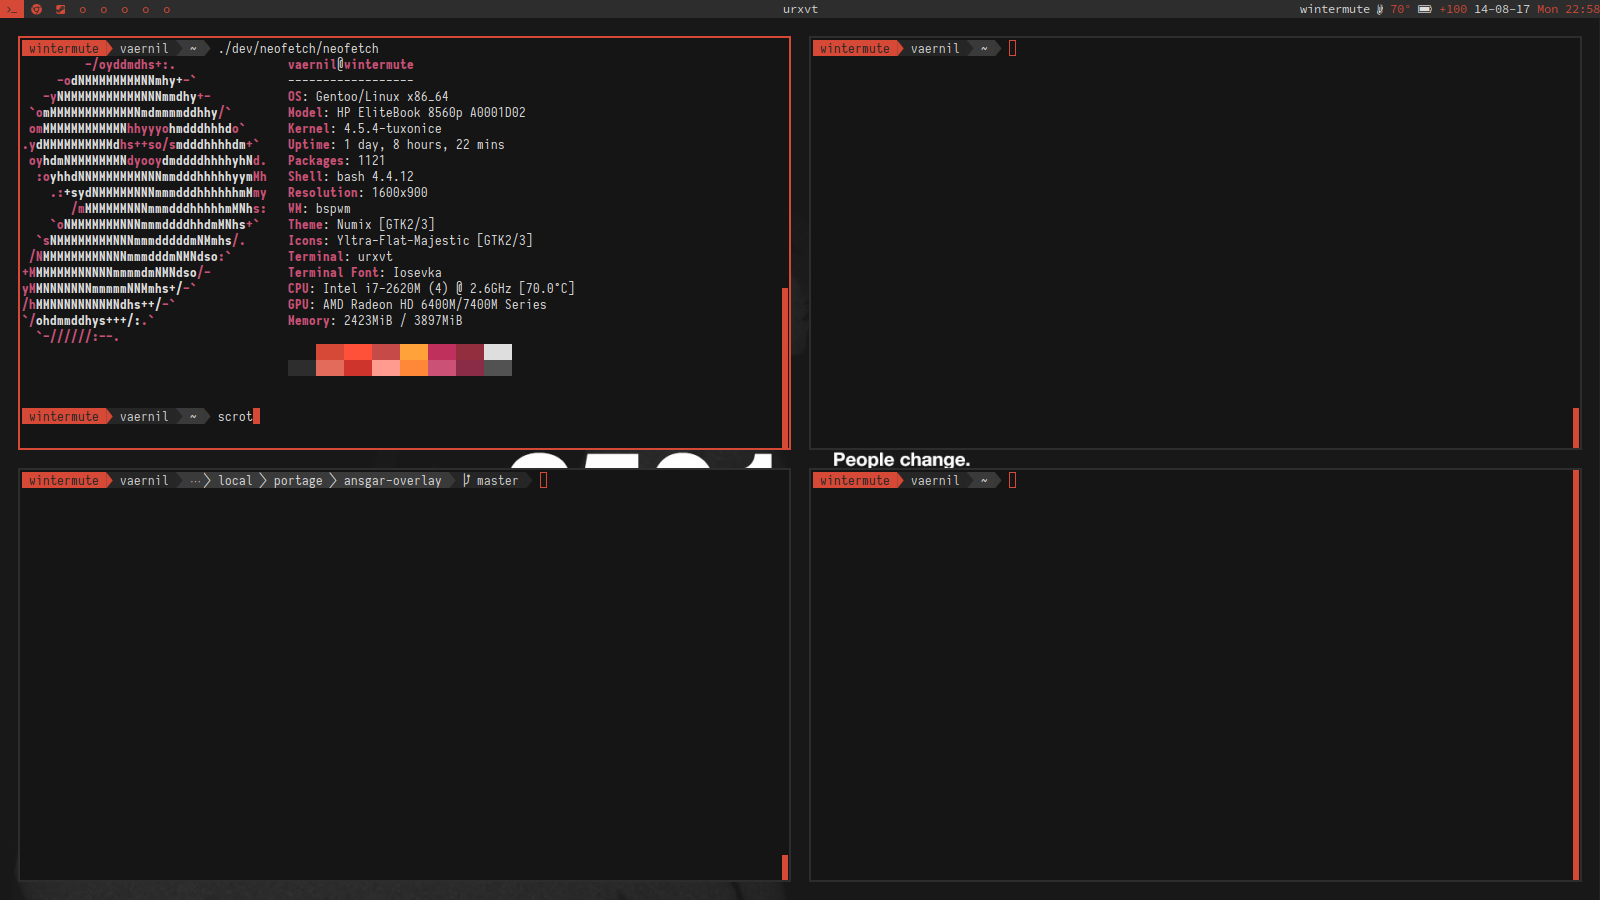 urxvt
wintermute 70° +100 14-08-17 Mon 22:58
wintermute vaernil ~ ./dev/neofetch/neofetch
-/oyddmdhs+:.
-odNMMMMMMMMNNmhy+-`
-yNMMMMMMMMMMMNNNmmdhy+-
`omMMMMMMMMMMMMNmdmmmmddhhy/`
omMMMMMMMMMMMNhhyyyohmdddhhhdo`
.ydMMMMMMMMMMdhs++so/smdddhhhhdm+`
oyhdmNMMMMMMMNdyooydmddddhhhhyhNd.
:oyhhdNNMMMMMMMNNNmmdddhhhhhyymMh
.:+sydNMMMMMNNNmmmdddhhhhhhmMmy
/mMMMMMMNNNmmmdddhhhhhmMNhs:
`oNMMMMMMMNNNmmmddddhhdmMNhs+`
`sNMMMMMMMMNNNmmmdddddmNMmhs/.
/NMMMMMMMMNNNNmmmdddmNMNdso:`
+MMMMMMMNNNNNmmmmdmNMNdso/-
yMMNNNNNNNmmmmmNNMmhs+/-`
/hMMNNNNNNNNMNdhs++/-`
`/ohdmmddhys+++/:.`
`-//////:--.
vaernil@wintermute
------------------
OS: Gentoo/Linux x86_64
Model: HP EliteBook 8560p A0001D02
Kernel: 4.5.4-tuxonice
Uptime: 1 day, 8 hours, 22 mins
Packages: 1121
Shell: bash 4.4.12
Resolution: 1600x900
WM: bspwm
Theme: Numix [GTK2/3]
Icons: Yltra-Flat-Majestic [GTK2/3]
Terminal: urxvt
Terminal Font: Iosevka
CPU: Intel i7-2620M (4) @ 2.6GHz [70.0°C]
GPU: AMD Radeon HD 6400M/7400M Series
Memory: 2423MiB / 3897MiB
wintermute vaernil ~ scrot
wintermute vaernil ~
People change.
wintermute vaernil … local portage ansgar-overlay master
wintermute vaernil ~